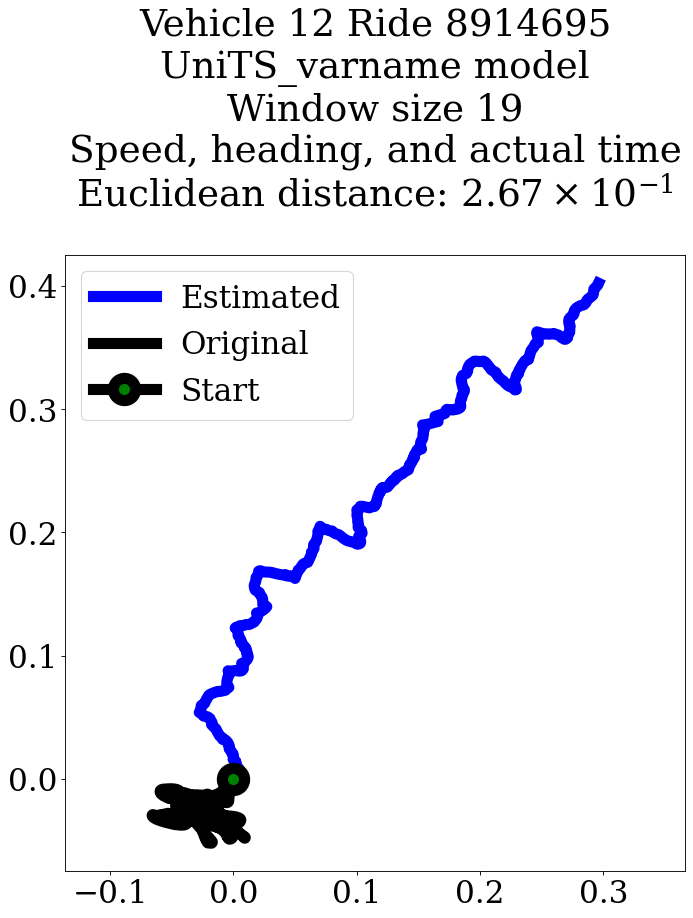 Vehicle 12 Ride 8914695
UniTS_varname model
Window size 19
Speed, heading, and actual time
Euclidean distance: 2.67 × 10⁻¹
Estimated
Original
Start
0.4
0.3
0.2
0.1
0.0
−0.1 0.0 0.1 0.2 0.3